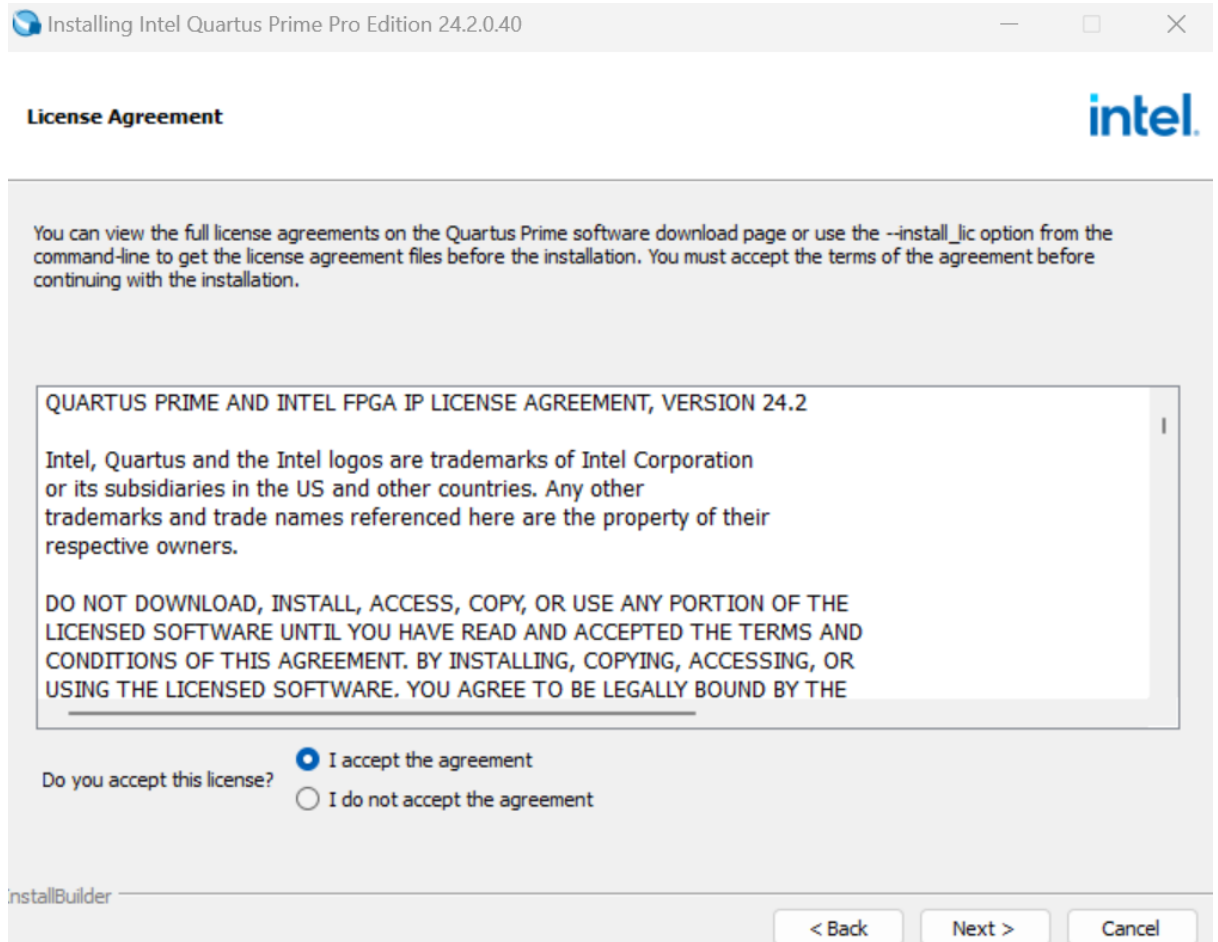 Installing Intel Quartus Prime Pro Edition 24.2.0.40
License Agreement
intel.
You can view the full license agreements on the Quartus Prime software download page or use the --install_lic option from the
command-line to get the license agreement files before the installation. You must accept the terms of the agreement before
continuing with the installation.
QUARTUS PRIME AND INTEL FPGA IP LICENSE AGREEMENT, VERSION 24.2
Intel, Quartus and the Intel logos are trademarks of Intel Corporation
or its subsidiaries in the US and other countries. Any other
trademarks and trade names referenced here are the property of their
respective owners.
DO NOT DOWNLOAD, INSTALL, ACCESS, COPY, OR USE ANY PORTION OF THE
LICENSED SOFTWARE UNTIL YOU HAVE READ AND ACCEPTED THE TERMS AND
CONDITIONS OF THIS AGREEMENT. BY INSTALLING, COPYING, ACCESSING, OR
USING THE LICENSED SOFTWARE, YOU AGREE TO BE LEGALLY BOUND BY THE
Do you accept this license?
I accept the agreement
I do not accept the agreement
InstallBuilder
< Back
Next >
Cancel